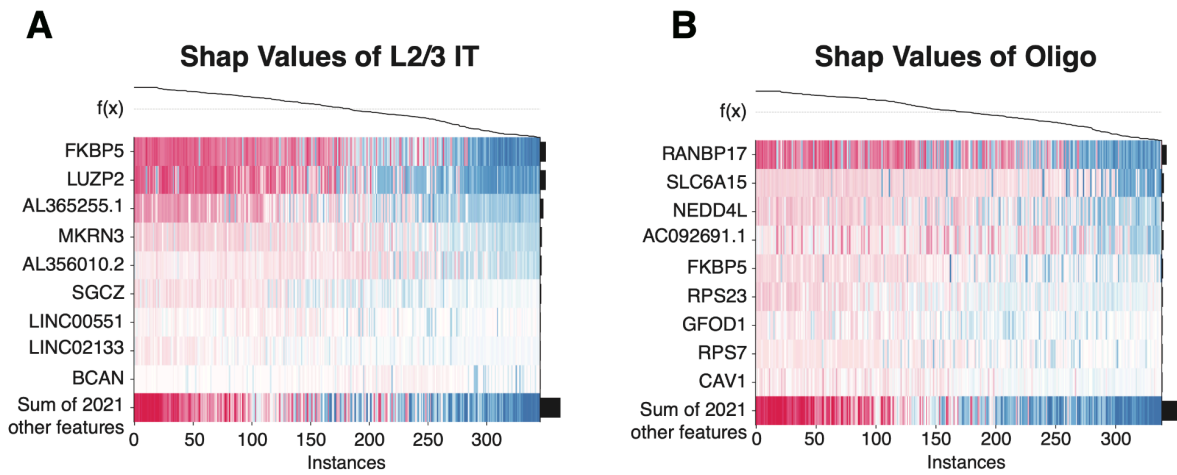 A
Shap Values of L2/3 IT
f(x)
FKBP5
LUZP2
AL365255.1
MKRN3
AL356010.2
SGCZ
LINC00551
LINC02133
BCAN
Sum of 2021
other features
0 50 100 150 200 250 300
Instances
B
Shap Values of Oligo
f(x)
RANBP17
SLC6A15
NEDD4L
AC092691.1
FKBP5
RPS23
GFOD1
RPS7
CAV1
Sum of 2021
other features
0 50 100 150 200 250 300
Instances